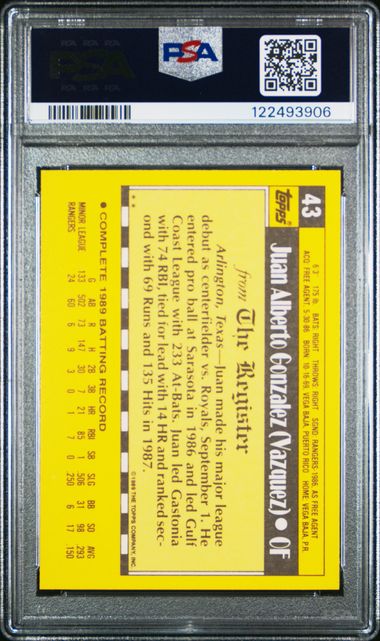 PSA
122493906
43
Topps
Juan Alberto Gonzalez (Vazquez) • OF
6'3" 175 lb. BATS: RIGHT THROWS: RIGHT SGND: RANGERS 1986, AS FREE AGENT
ACQ: FREE AGENT, 5-30-86 BORN: 10-16-69, VEGA BAJA, PUERTO RICO HOME: VEGA BAJA, P.R.
from The Register
Arlington, Texas—Juan made his major league
debut as centerfielder vs. Royals, September 1. He
entered pro ball at Sarasota in 1986 and led Gulf
Coast League with 233 At-Bats. Juan led Gastonia
with 74 RBI, tied for lead with 14 HR and ranked sec-
ond with 69 Runs and 135 Hits in 1987.
**
©1989 THE TOPPS COMPANY, INC.
• COMPLETE 1989 BATTING RECORD
G AB R H 2B 3B HR RBI SB SLG BB SO AVG
MINOR LEAGUE 133 502 73 147 30 7 21 85 1 .506 31 98 .293
RANGERS 24 60 6 9 3 0 1 7 0 .250 6 17 .150